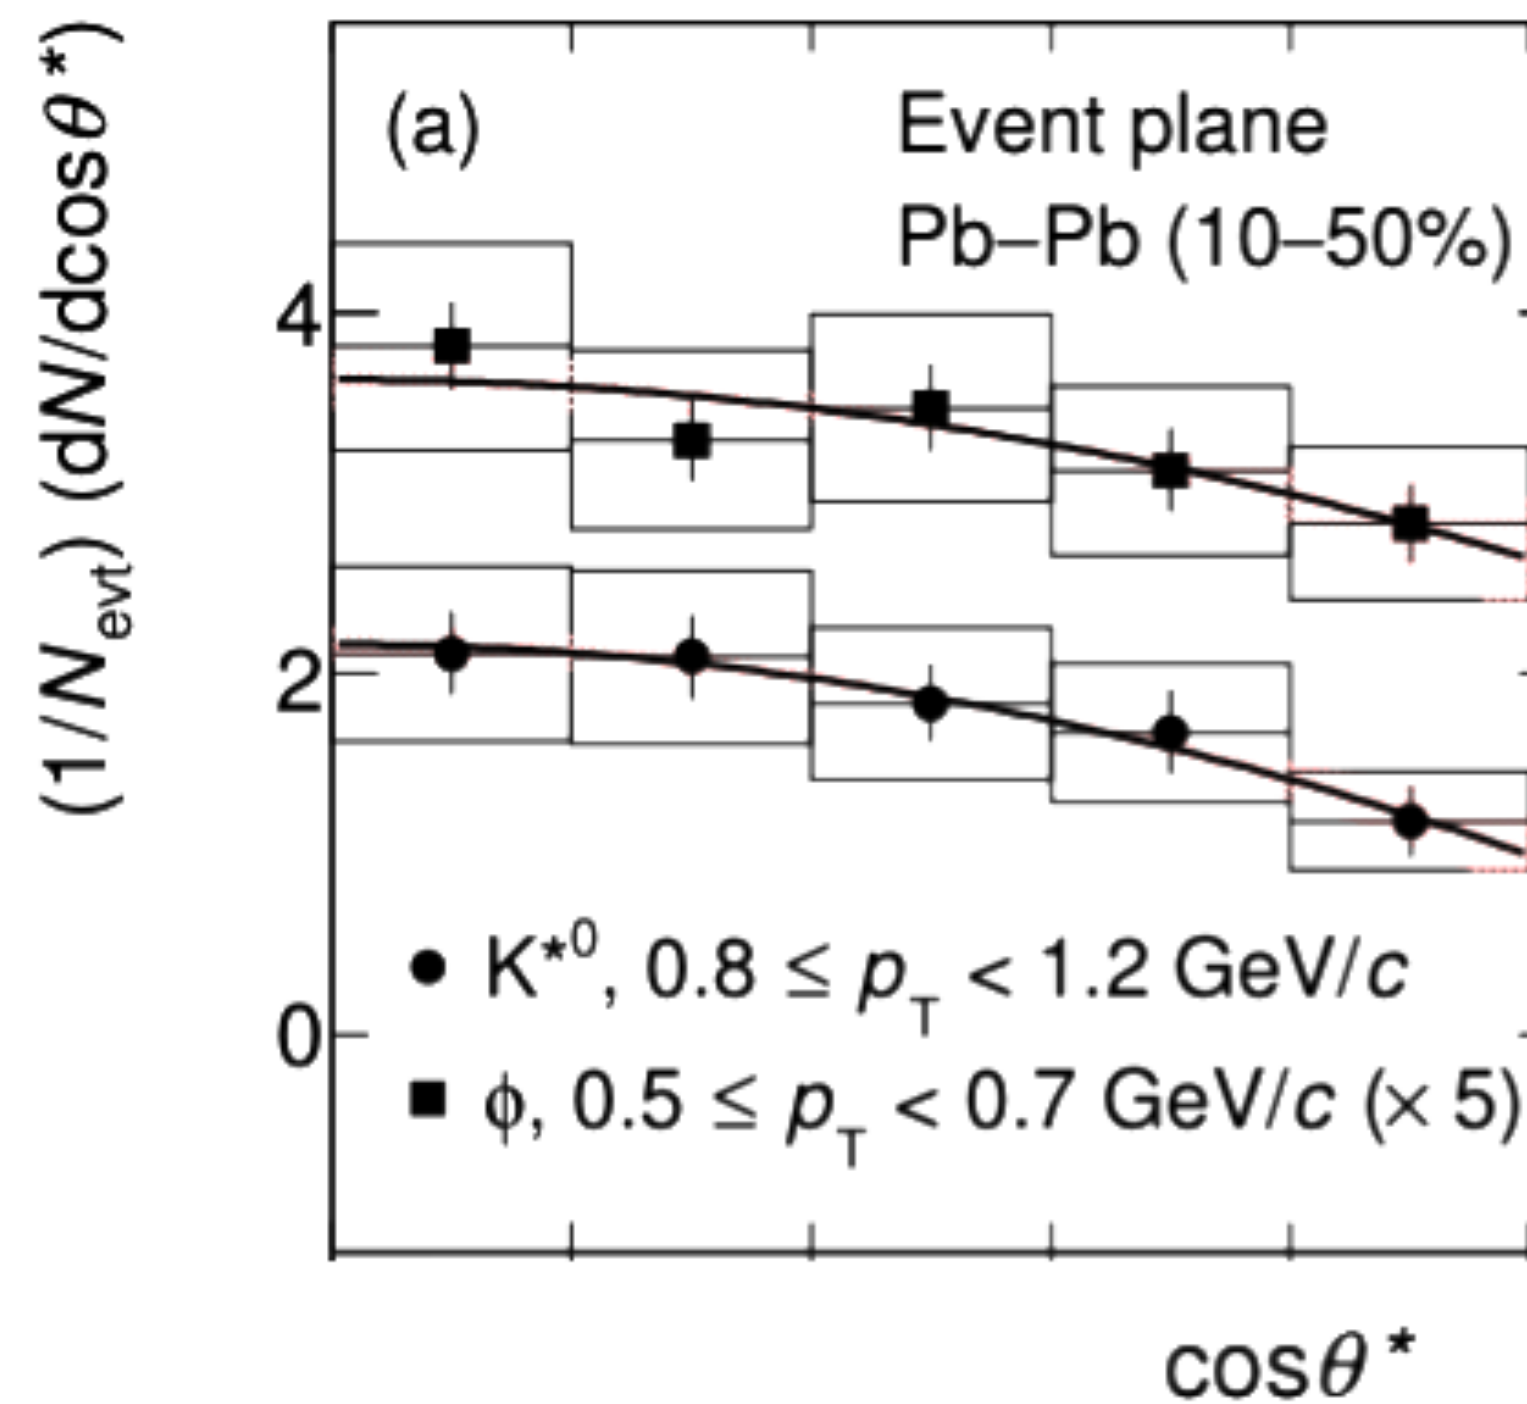 (1/Nevt) (dN/dcosθ*)
(a)
Event plane
Pb–Pb (10–50%)
4
2
0
K*0, 0.8 ≤ pT < 1.2 GeV/c
ϕ, 0.5 ≤ pT < 0.7 GeV/c (× 5)
cosθ*